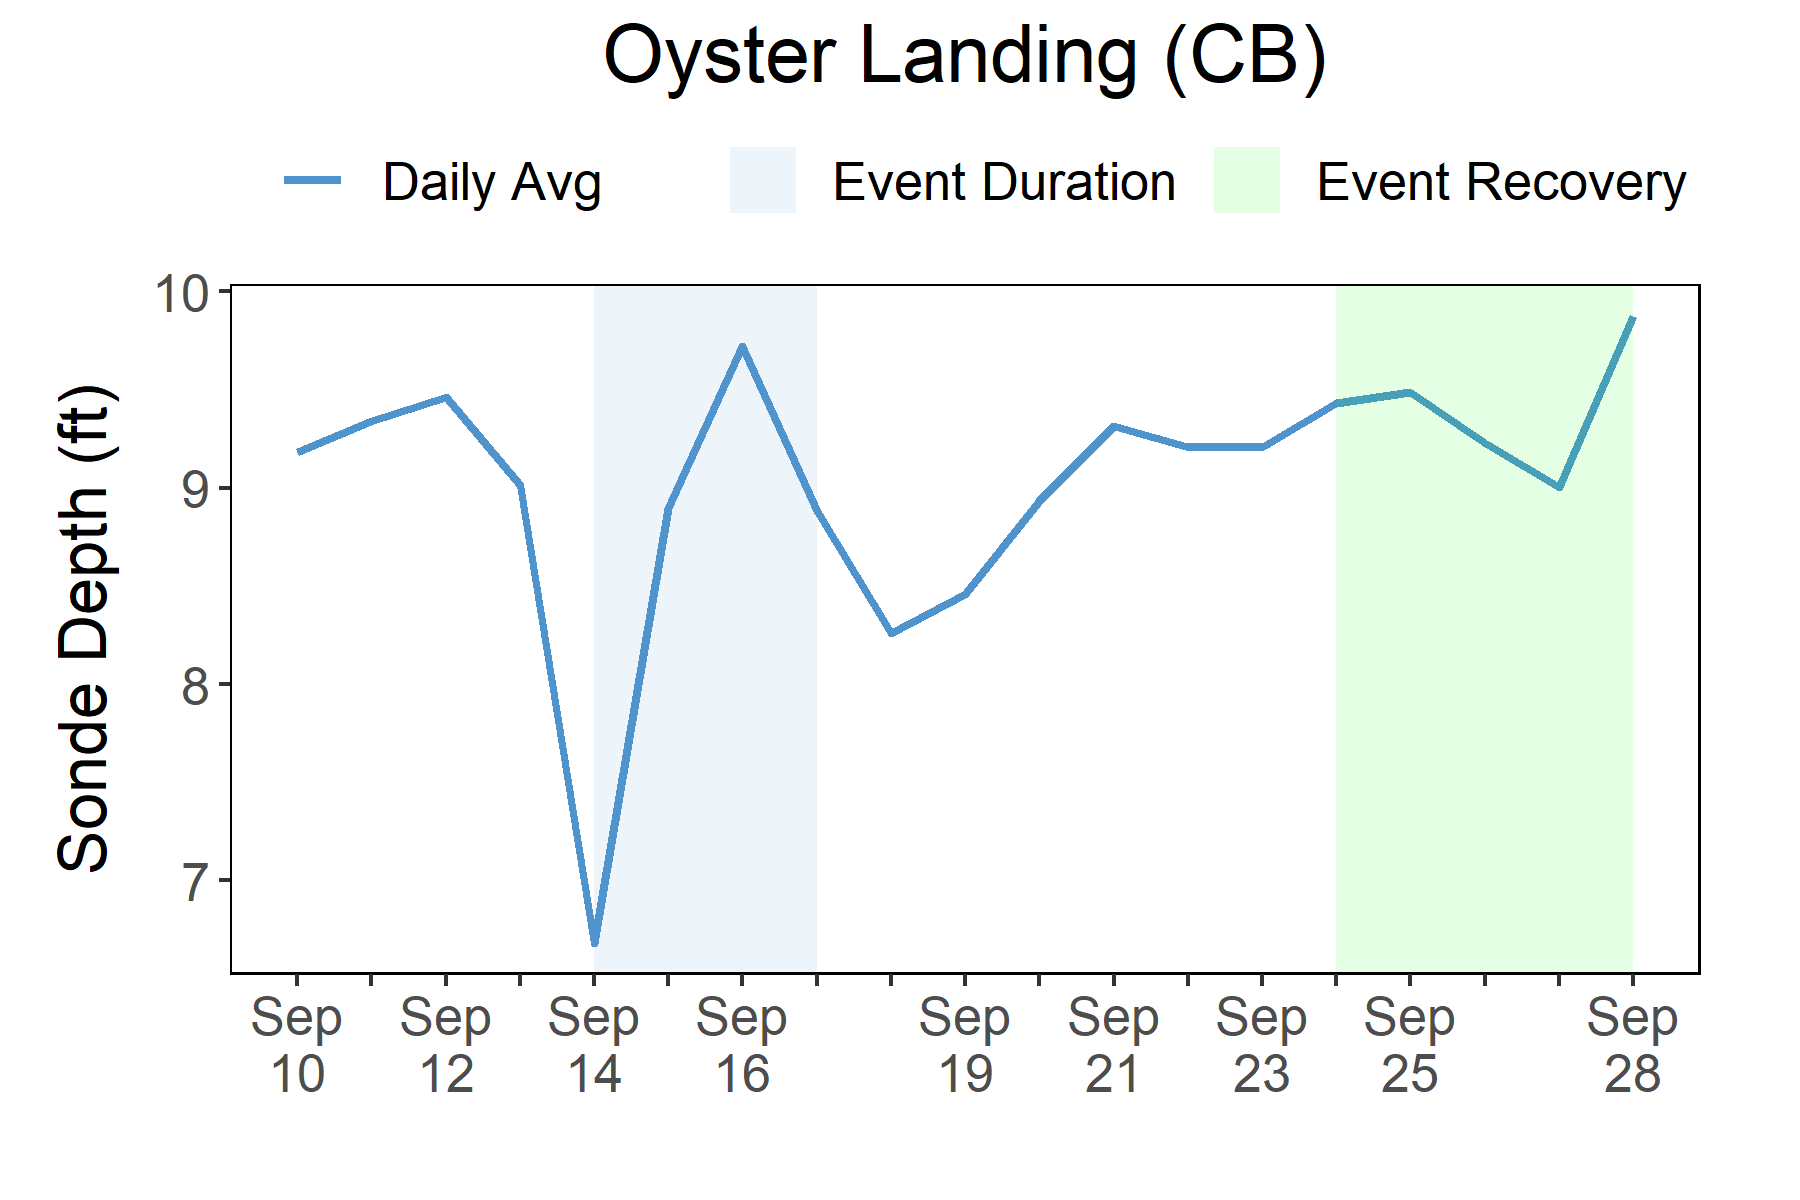 Oyster Landing (CB)
Daily Avg Event Duration Event Recovery
Sonde Depth (ft)
10
9
8
7
Sep Sep Sep Sep Sep Sep Sep Sep Sep
10 12 14 16 19 21 23 25 28